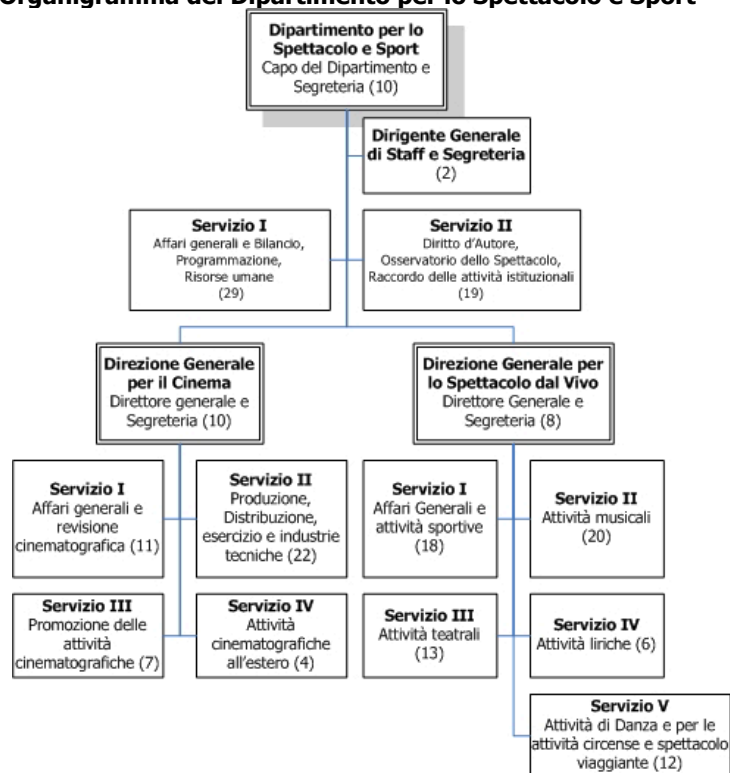 Organigramma del Dipartimento per lo Spettacolo e Sport
Dipartimento per lo
Spettacolo e Sport
Capo del Dipartimento e
Segreteria (10)
Dirigente Generale
di Staff e Segreteria
(2)
Servizio I
Affari generali e Bilancio,
Programmazione,
Risorse umane
(29)
Servizio II
Diritto d'Autore,
Osservatorio dello Spettacolo,
Raccordo delle attività istituzionali
(19)
Direzione Generale
per il Cinema
Direttore generale e
Segreteria (10)
Direzione Generale per
lo Spettacolo dal Vivo
Direttore Generale e
Segreteria (8)
Servizio I
Affari generali e
revisione
cinematografica (11)
Servizio II
Produzione,
Distribuzione,
esercizio e industrie
tecniche (22)
Servizio I
Affari Generali e
attività sportive
(18)
Servizio II
Attività musicali
(20)
Servizio III
Promozione delle
attività
cinematografiche (7)
Servizio IV
Attività
cinematografiche
all'estero (4)
Servizio III
Attività teatrali
(13)
Servizio IV
Attività liriche (6)
Servizio V
Attività di Danza e per le
attività circense e spettacolo
viaggiante (12)